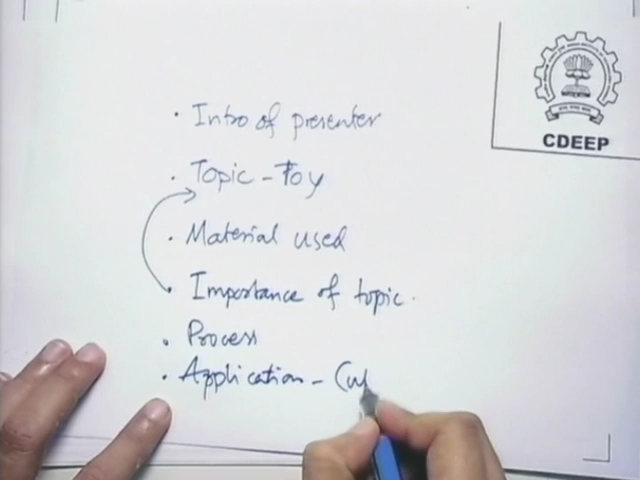 · Intro of presenter
· Topic - Toy
· Material used
· Importance of topic.
· Process
· Application -
CDEEP